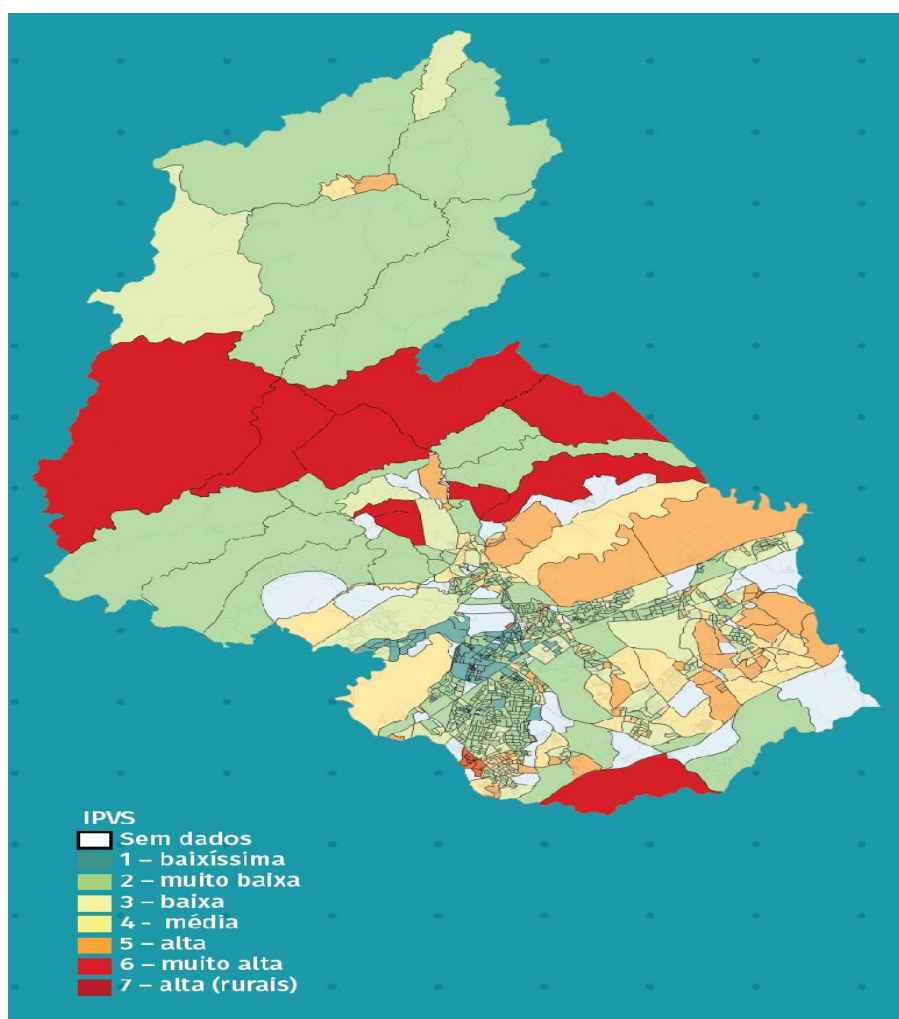 IPVS
Sem dados
1 – baixíssima
2 – muito baixa
3 – baixa
4 - média
5 – alta
6 – muito alta
7 – alta (rurais)